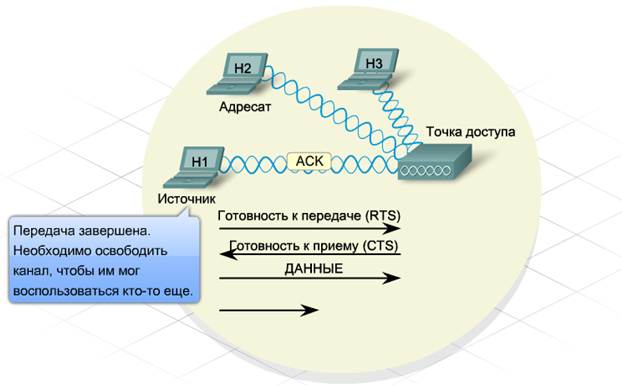 H2
H3
Адресат
Точка доступа
H1
ACK
Источник
Готовность к передаче (RTS)
Передача завершена.
Необходимо освободить
канал, чтобы им мог
воспользоваться кто-то еще.
Готовность к приему (CTS)
ДАННЫЕ